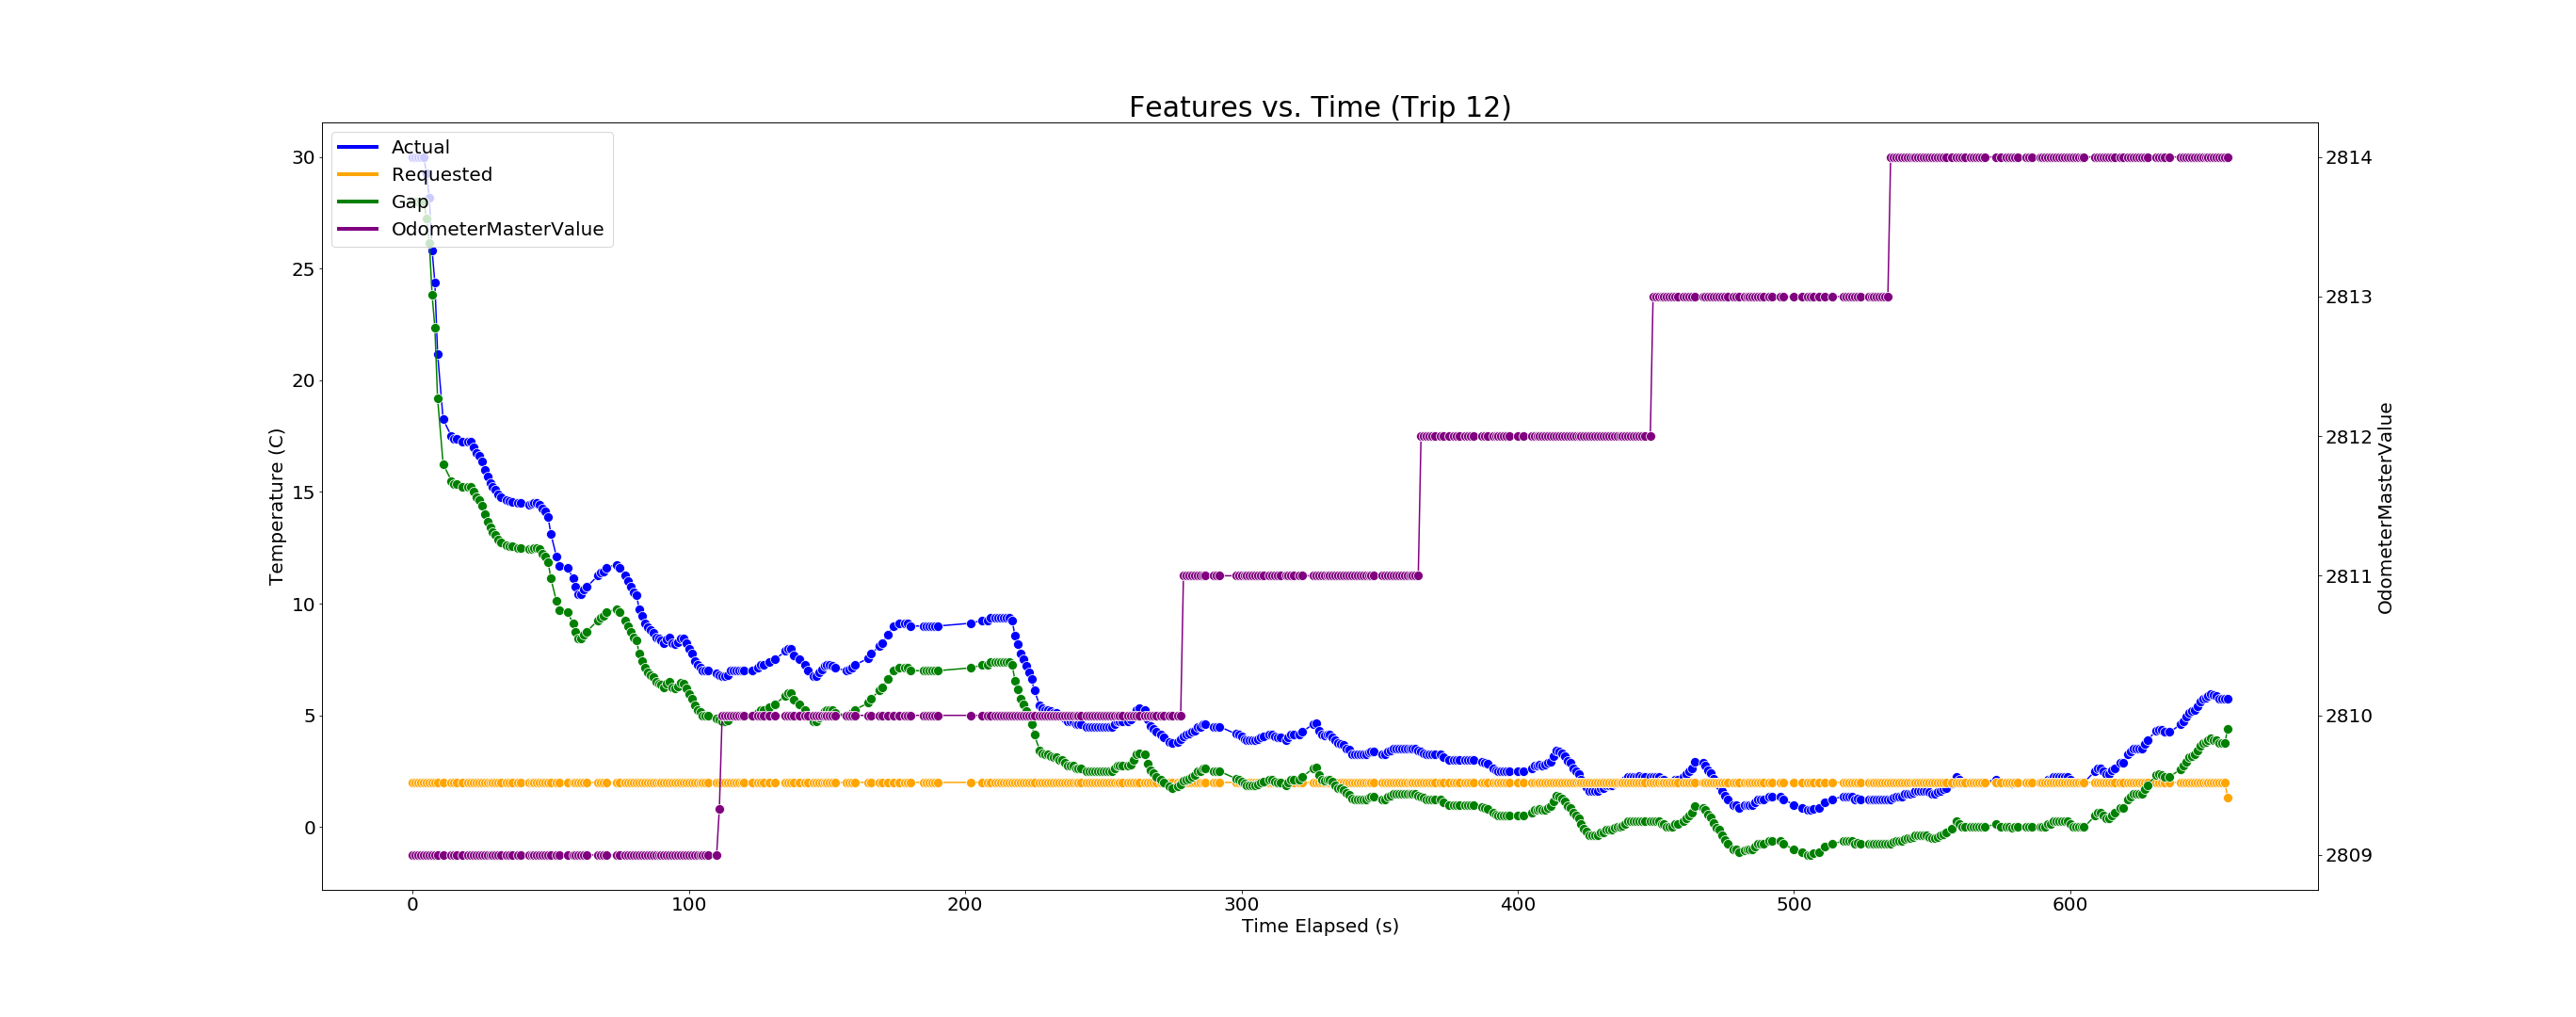 Features vs. Time (Trip 12)
Actual
Requested
Gap
OdometerMasterValue
30
25
20
15
10
5
0
Temperature (C)
2814
2813
2812
2811
2810
2809
OdometerMasterValue
0 100 200 300 400 500 600
Time Elapsed (s)